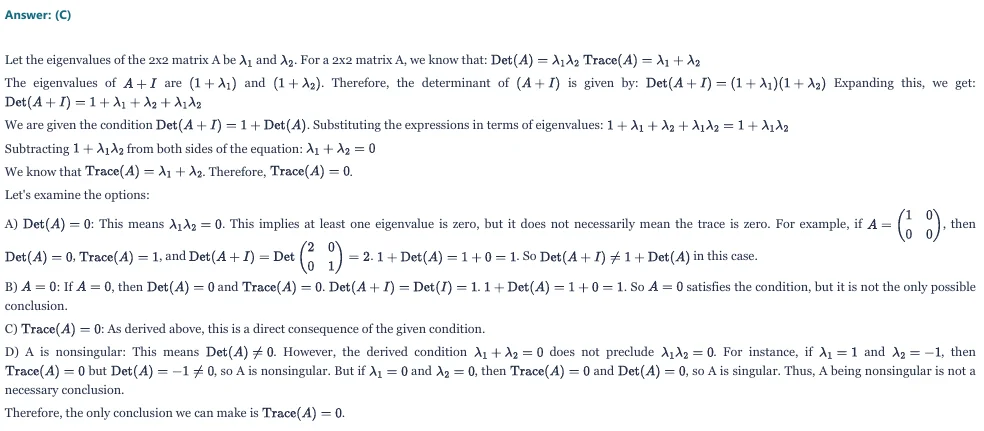 Answer: (C)
Let the eigenvalues of the 2x2 matrix A be λ₁ and λ₂. For a 2x2 matrix A, we know that: Det(A) = λ₁λ₂ Trace(A) = λ₁ + λ₂
The eigenvalues of A + I are (1 + λ₁) and (1 + λ₂). Therefore, the determinant of (A + I) is given by: Det(A + I) = (1 + λ₁)(1 + λ₂) Expanding this, we get:
Det(A + I) = 1 + λ₁ + λ₂ + λ₁λ₂
We are given the condition Det(A + I) = 1 + Det(A). Substituting the expressions in terms of eigenvalues: 1 + λ₁ + λ₂ + λ₁λ₂ = 1 + λ₁λ₂
Subtracting 1 + λ₁λ₂ from both sides of the equation: λ₁ + λ₂ = 0
We know that Trace(A) = λ₁ + λ₂. Therefore, Trace(A) = 0.
Let's examine the options:
A) Det(A) = 0: This means λ₁λ₂ = 0. This implies at least one eigenvalue is zero, but it does not necessarily mean the trace is zero. For example, if A = (1 0; 0 0), then
Det(A) = 0, Trace(A) = 1, and Det(A + I) = Det (2 0; 0 1) = 2. 1 + Det(A) = 1 + 0 = 1. So Det(A + I) ≠ 1 + Det(A) in this case.
B) A = 0: If A = 0, then Det(A) = 0 and Trace(A) = 0. Det(A + I) = Det(I) = 1. 1 + Det(A) = 1 + 0 = 1. So A = 0 satisfies the condition, but it is not the only possible
conclusion.
C) Trace(A) = 0: As derived above, this is a direct consequence of the given condition.
D) A is nonsingular: This means Det(A) ≠ 0. However, the derived condition λ₁ + λ₂ = 0 does not preclude λ₁λ₂ = 0. For instance, if λ₁ = 1 and λ₂ = −1, then
Trace(A) = 0 but Det(A) = −1 ≠ 0, so A is nonsingular. But if λ₁ = 0 and λ₂ = 0, then Trace(A) = 0 and Det(A) = 0, so A is singular. Thus, A being nonsingular is not a
necessary conclusion.
Therefore, the only conclusion we can make is Trace(A) = 0.